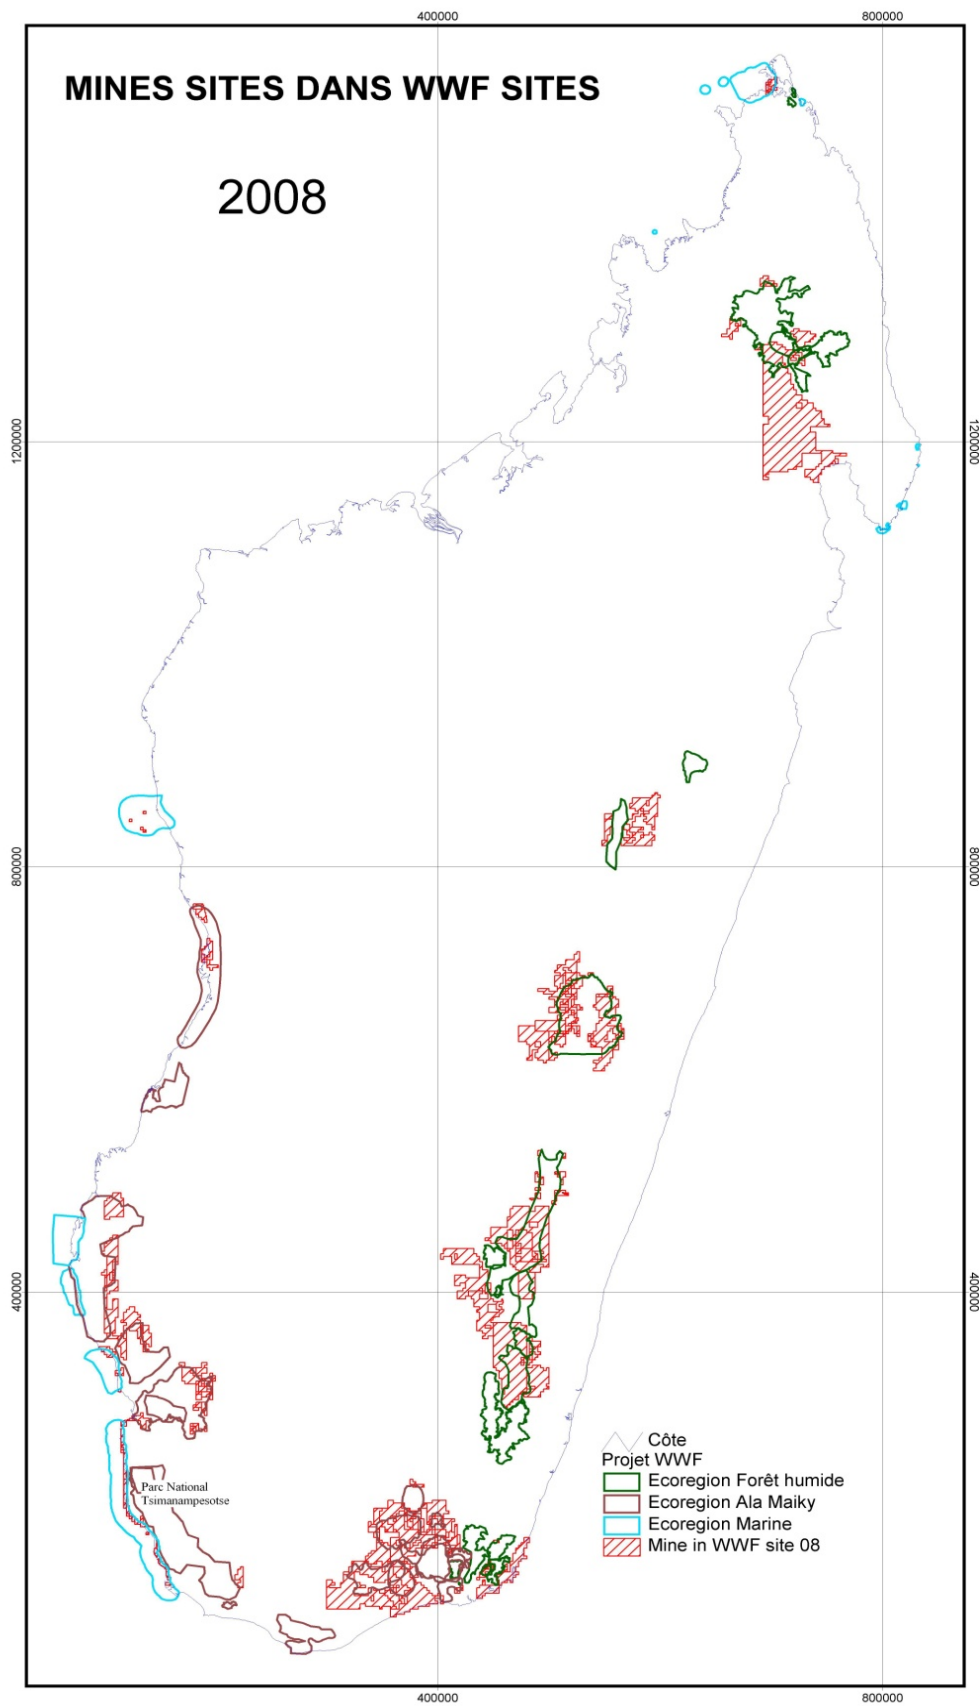 400000
800000
MINES SITES DANS WWF SITES
2008
1200000
1200000
800000
800000
400000
400000
Côte
Projet WWF
Ecoregion Forêt humide
Ecoregion Ala Maiky
Ecoregion Marine
Mine in WWF site 08
Parc National
Tsimanampesotse
400000
800000